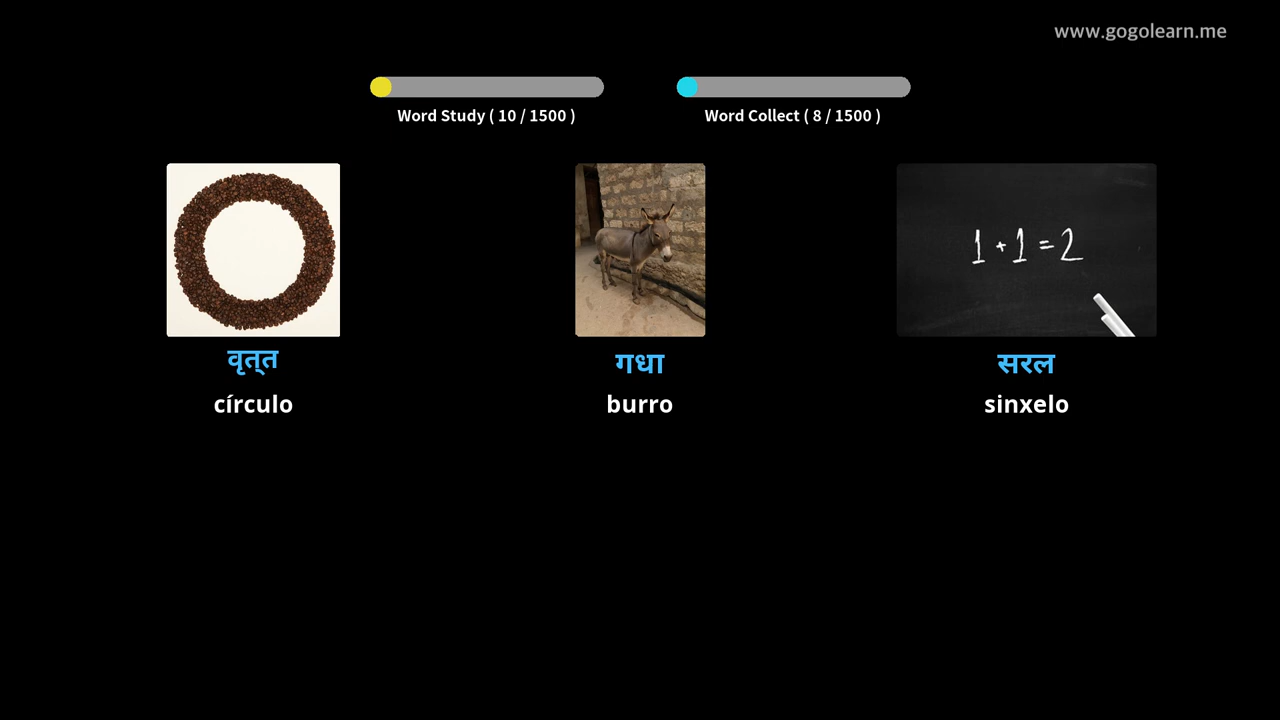 www.gogolearn.me
Word Study ( 10 / 1500 )
Word Collect ( 8 / 1500 )
1 + 1 = 2
वृत्‌त
गधा
सरल
círculo
burro
sinxelo